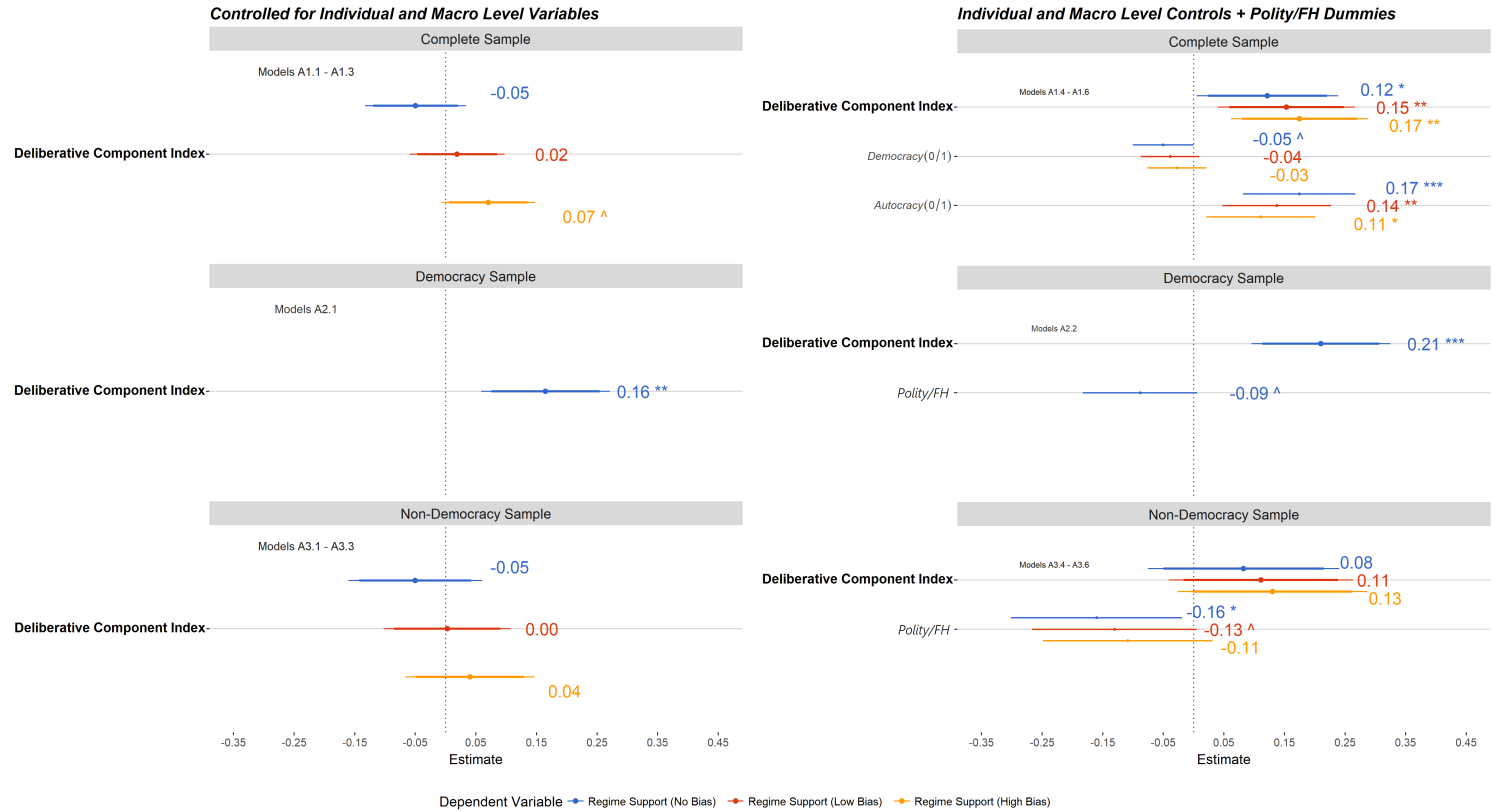 Controlled for Individual and Macro Level Variables
Complete Sample
Models A1.1 - A1.3
-0.05
Deliberative Component Index
0.02
0.07 ^
Democracy Sample
Models A2.1
Deliberative Component Index
0.16 **
Non-Democracy Sample
Models A3.1 - A3.3
-0.05
Deliberative Component Index
0.00
0.04
-0.35 -0.25 -0.15 -0.05 0.05 0.15 0.25 0.35 0.45
Estimate
Individual and Macro Level Controls + Polity/FH Dummies
Complete Sample
Models A1.4 - A1.6
0.12 *
Deliberative Component Index
0.15 **
0.17 **
-0.05 ^
Democracy(0/1)
-0.04
-0.03
0.17 ***
Autocracy(0/1)
0.14 **
0.11 *
Democracy Sample
Models A2.2
Deliberative Component Index
0.21 ***
Polity/FH
-0.09 ^
Non-Democracy Sample
Models A3.4 - A3.6
0.08
Deliberative Component Index
0.11
0.13
-0.16 *
Polity/FH
-0.13 ^
-0.11
-0.35 -0.25 -0.15 -0.05 0.05 0.15 0.25 0.35 0.45
Estimate
Dependent Variable Regime Support (No Bias) Regime Support (Low Bias) Regime Support (High Bias)